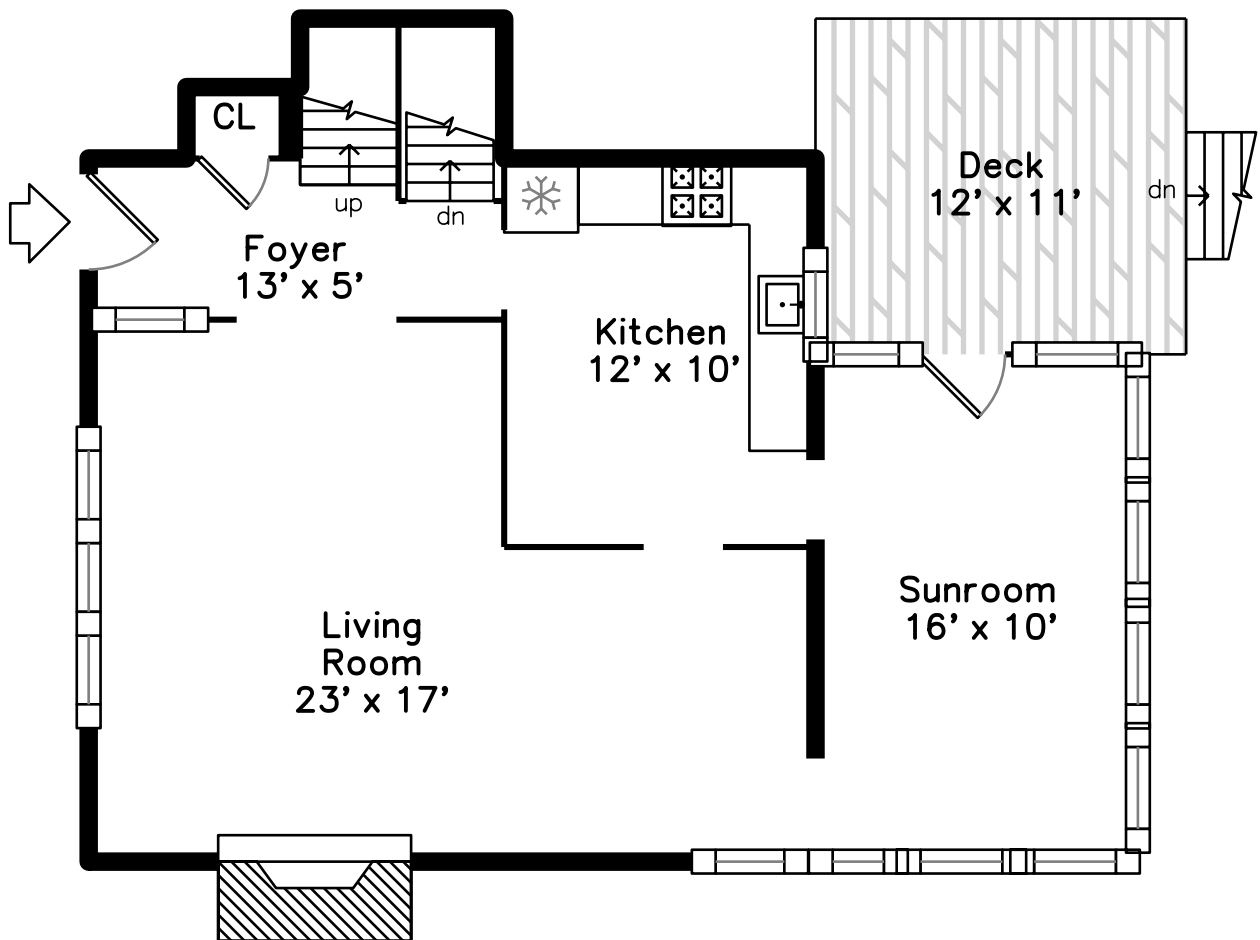 CL
Deck
12’ x 11’
dn
up
dn
Foyer
13’ x 5’
Kitchen
12’ x 10’
Sunroom
16’ x 10’
Living
Room
23’ x 17’